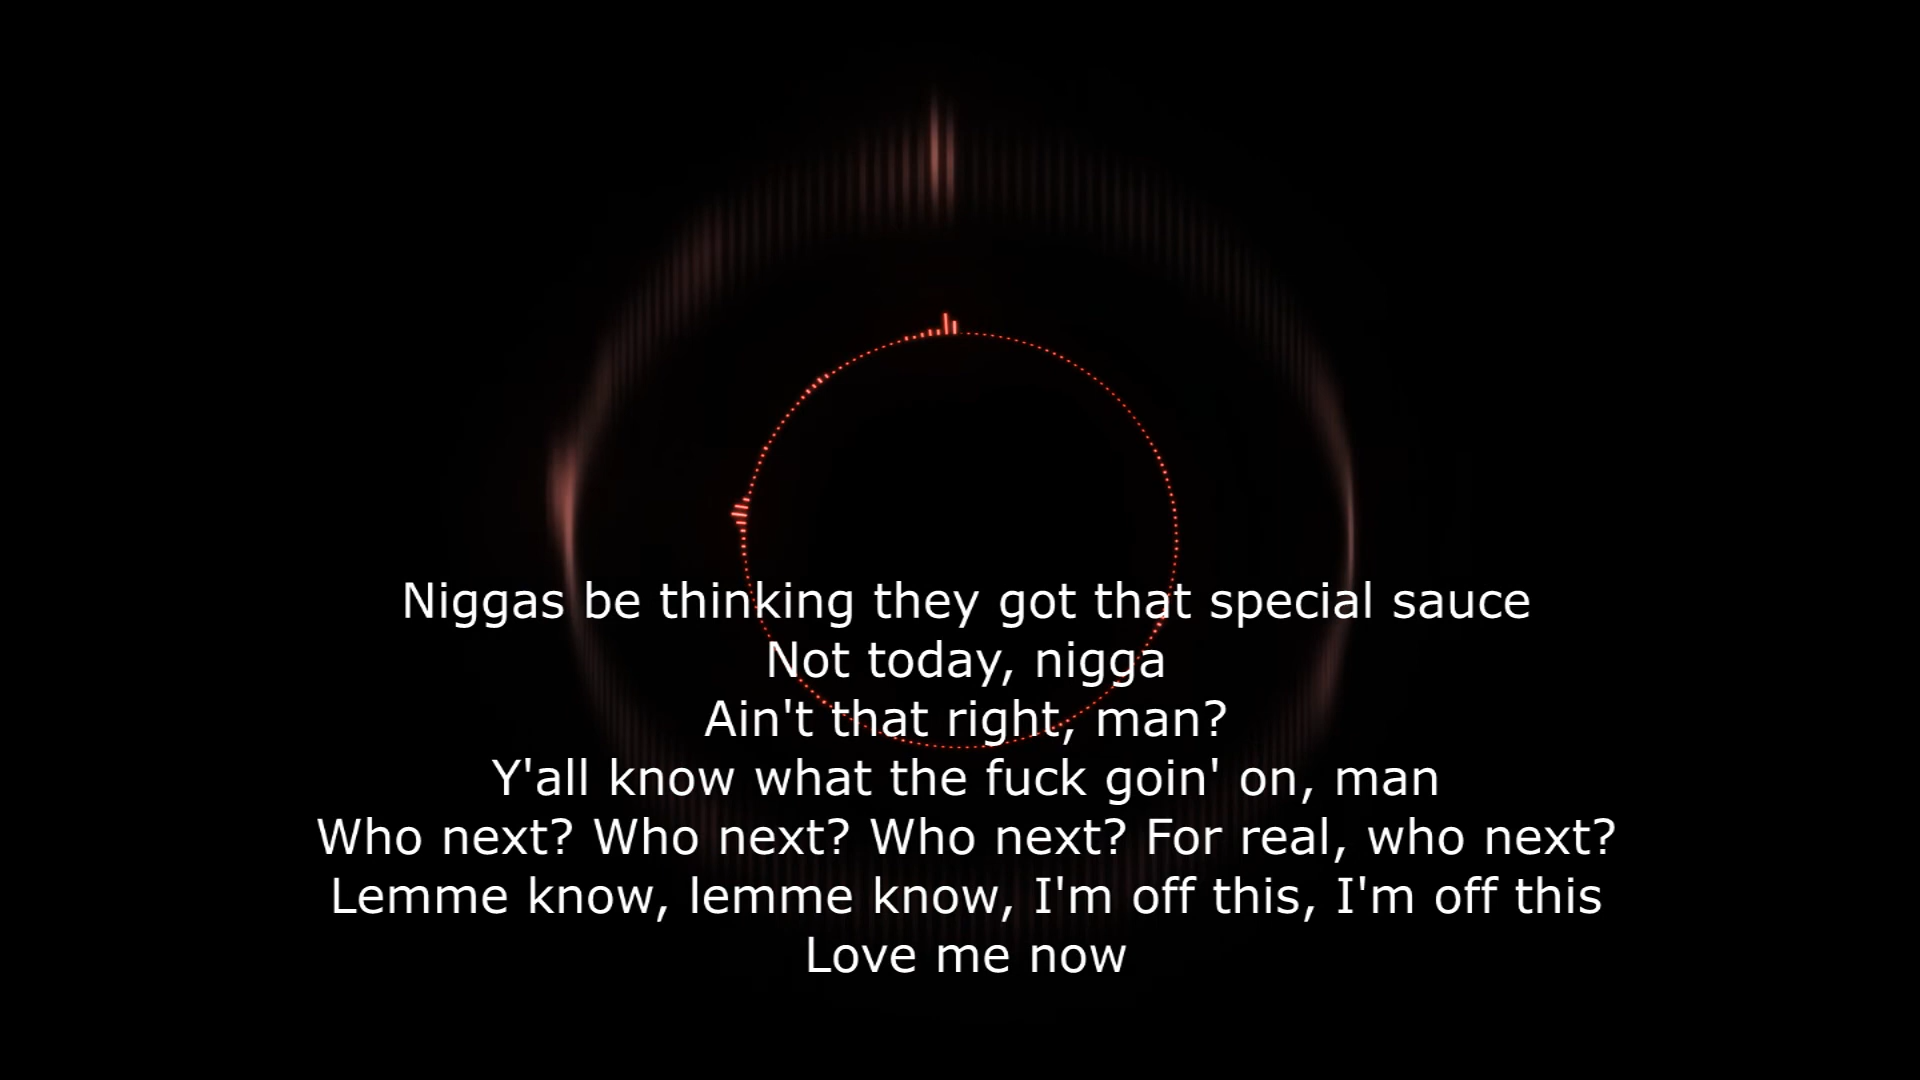 Niggas be thinking they got that special sauce
Not today, nigga
Ain't that right, man?
Y'all know what the fuck goin' on, man
Who next? Who next? Who next? For real, who next?
Lemme know, lemme know, I'm off this, I'm off this
Love me now